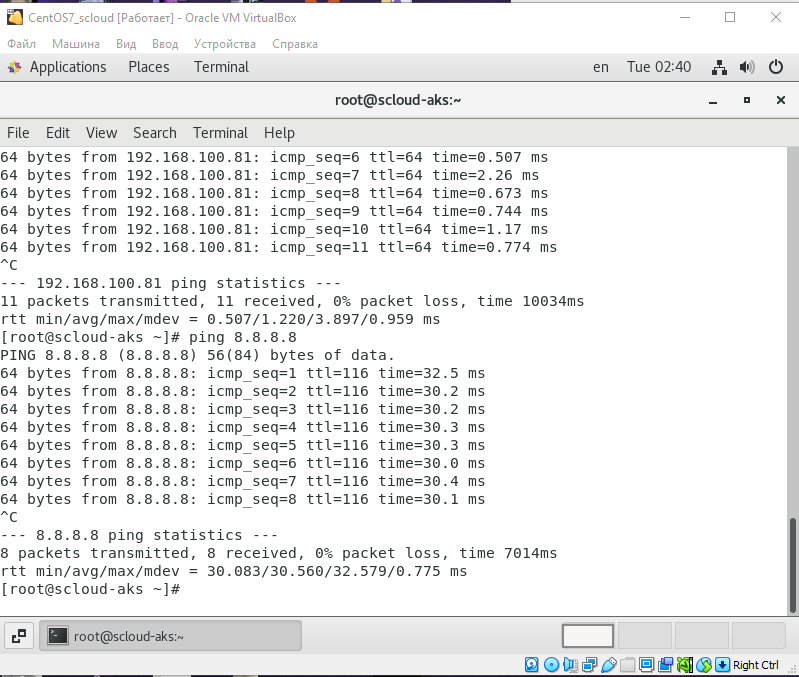 CentOS7_scloud [Работает] - Oracle VM VirtualBox
Файл Машина Вид Ввод Устройства Справка
Applications Places Terminal en Tue 02:40
root@scloud-aks:~
File Edit View Search Terminal Help
64 bytes from 192.168.100.81: icmp_seq=6 ttl=64 time=0.507 ms
64 bytes from 192.168.100.81: icmp_seq=7 ttl=64 time=2.26 ms
64 bytes from 192.168.100.81: icmp_seq=8 ttl=64 time=0.673 ms
64 bytes from 192.168.100.81: icmp_seq=9 ttl=64 time=0.744 ms
64 bytes from 192.168.100.81: icmp_seq=10 ttl=64 time=1.17 ms
64 bytes from 192.168.100.81: icmp_seq=11 ttl=64 time=0.774 ms
^C
--- 192.168.100.81 ping statistics ---
11 packets transmitted, 11 received, 0% packet loss, time 10034ms
rtt min/avg/max/mdev = 0.507/1.220/3.897/0.959 ms
[root@scloud-aks ~]# ping 8.8.8.8
PING 8.8.8.8 (8.8.8.8) 56(84) bytes of data.
64 bytes from 8.8.8.8: icmp_seq=1 ttl=116 time=32.5 ms
64 bytes from 8.8.8.8: icmp_seq=2 ttl=116 time=30.2 ms
64 bytes from 8.8.8.8: icmp_seq=3 ttl=116 time=30.2 ms
64 bytes from 8.8.8.8: icmp_seq=4 ttl=116 time=30.3 ms
64 bytes from 8.8.8.8: icmp_seq=5 ttl=116 time=30.3 ms
64 bytes from 8.8.8.8: icmp_seq=6 ttl=116 time=30.0 ms
64 bytes from 8.8.8.8: icmp_seq=7 ttl=116 time=30.4 ms
64 bytes from 8.8.8.8: icmp_seq=8 ttl=116 time=30.1 ms
^C
--- 8.8.8.8 ping statistics ---
8 packets transmitted, 8 received, 0% packet loss, time 7014ms
rtt min/avg/max/mdev = 30.083/30.560/32.579/0.775 ms
[root@scloud-aks ~]#
root@scloud-aks:~
Right Ctrl